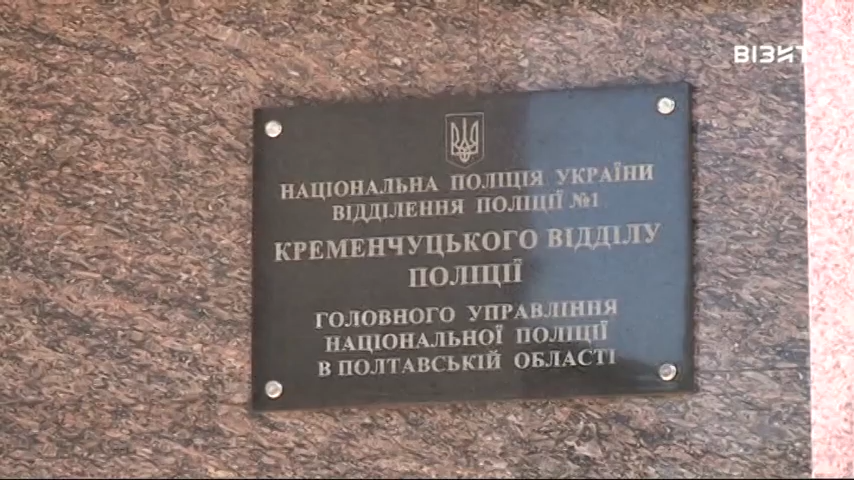 ВІЗИТ
НАЦІОНАЛЬНА ПОЛІЦІЯ УКРАЇНИ
ВІДДІЛЕННЯ ПОЛІЦІЇ №1
КРЕМЕНЧУЦЬКОГО ВІДДІЛУ
ПОЛІЦІЇ
ГОЛОВНОГО УПРАВЛІННЯ
НАЦІОНАЛЬНОЇ ПОЛІЦІЇ
В ПОЛТАВСЬКІЙ ОБЛАСТІ